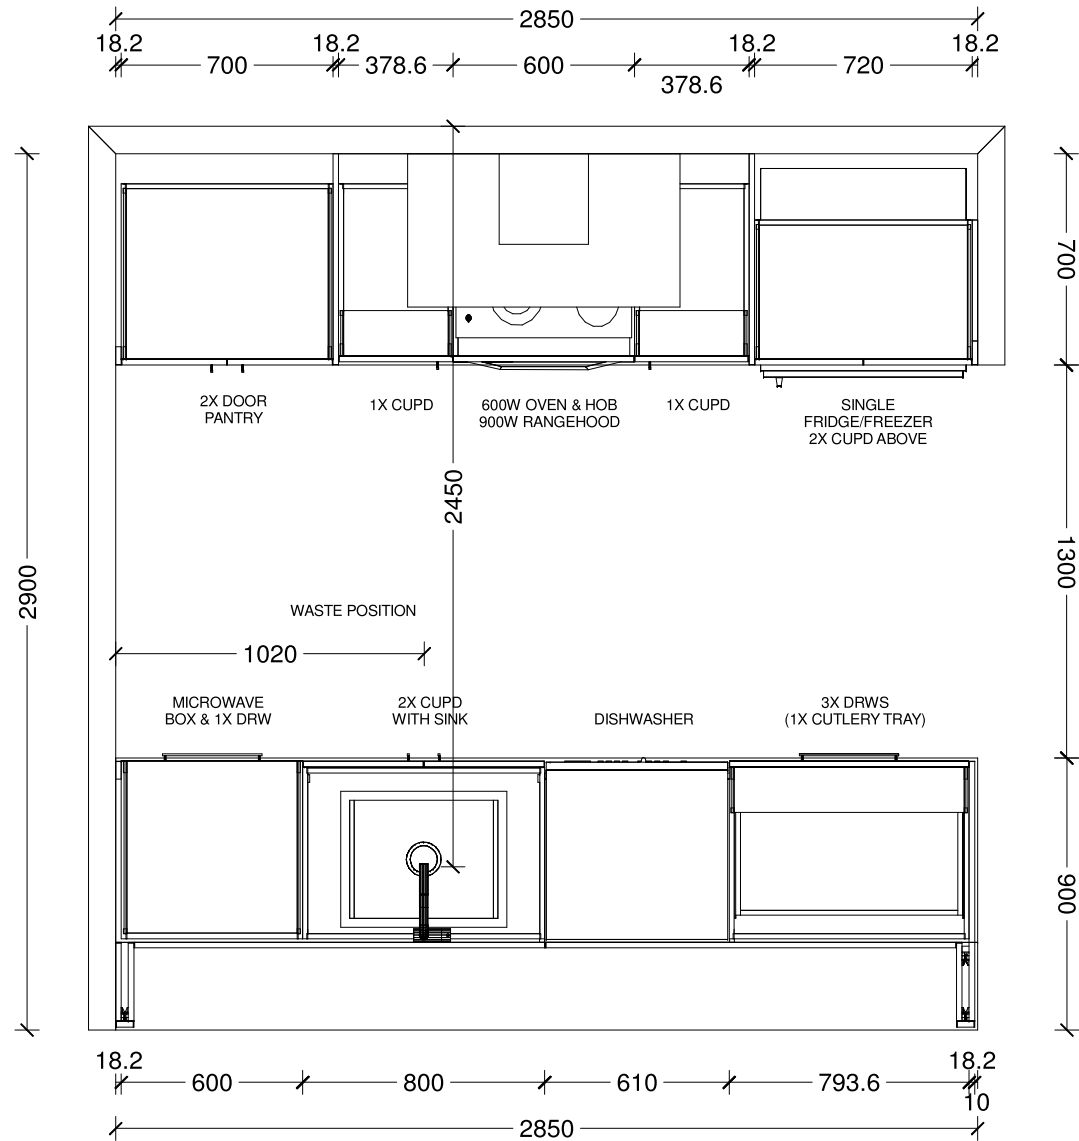 2850
18.2 18.2 18.2 18.2
700 378.6 600 378.6 720
2X DOOR
PANTRY
1X CUPD
600W OVEN & HOB
900W RANGEHOOD
1X CUPD
SINGLE
FRIDGE/FREEZER
2X CUPD ABOVE
700
2450
1300
2900
WASTE POSITION
1020
MICROWAVE
BOX & 1X DRW
2X CUPD
WITH SINK
DISHWASHER
3X DRWS
(1X CUTLERY TRAY)
900
18.2 18.2
600 800 610 793.6
10
2850